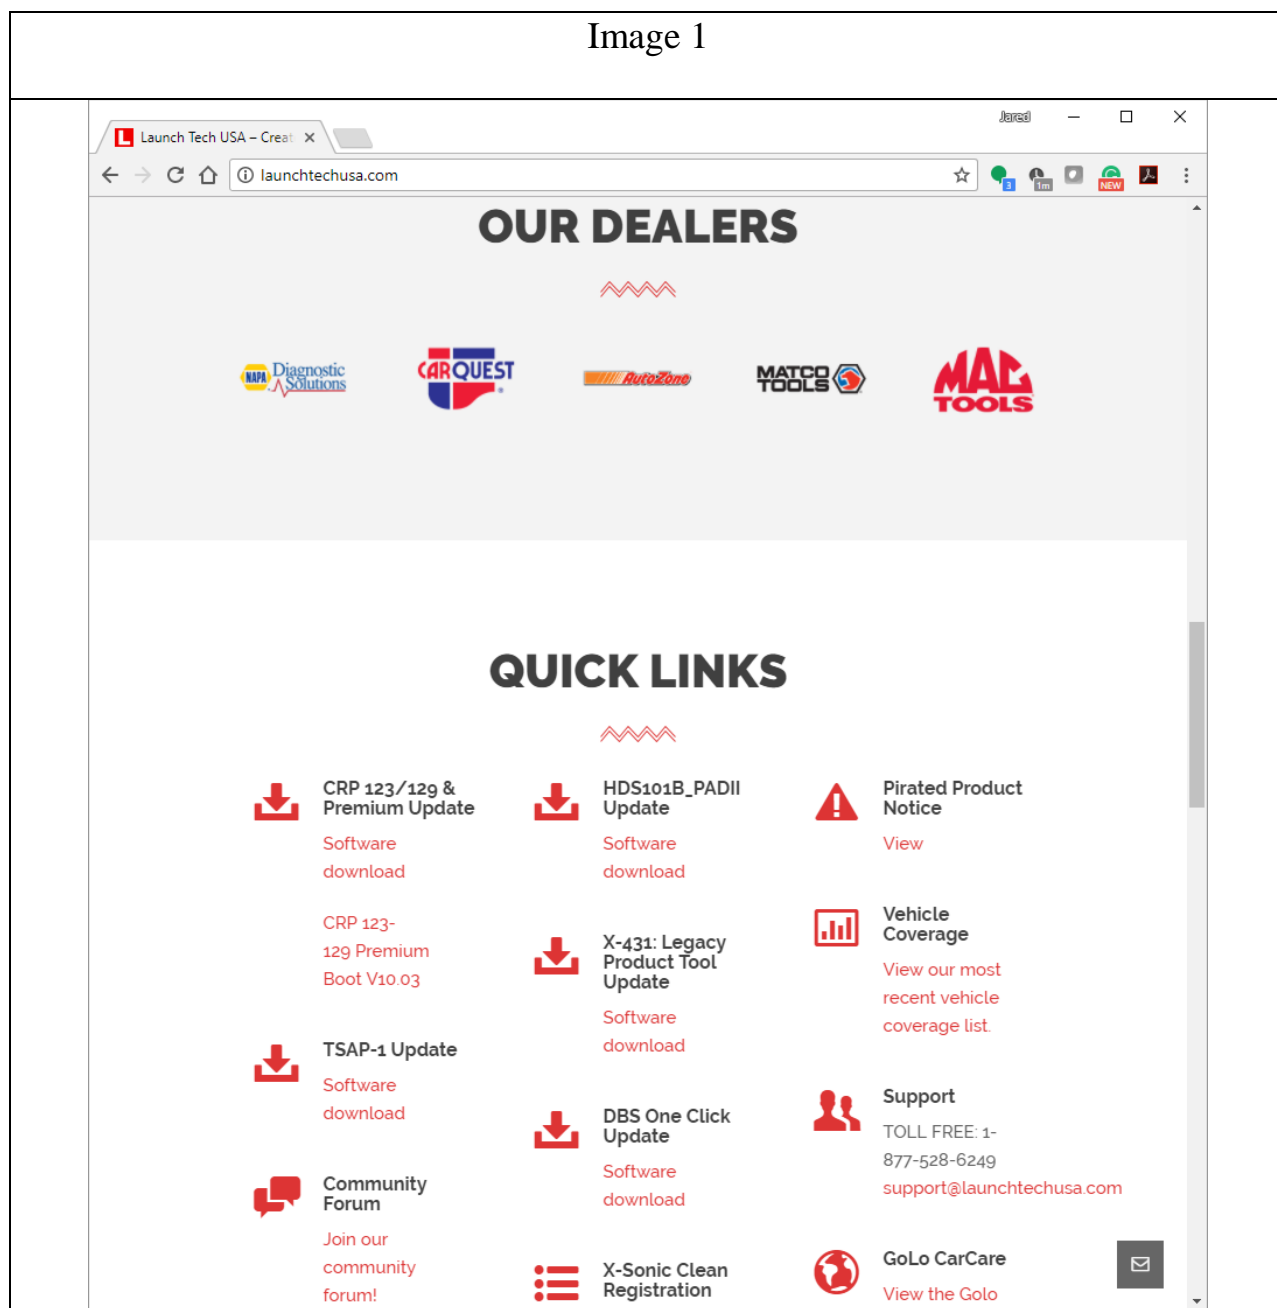 Image 1
Jared
Launch Tech USA – Creat
launchtechusa.com
3
1m
NEW
OUR DEALERS
NAPA Diagnostic
Solutions
CARQUEST
AutoZone
MATCO
TOOLS
MAC
TOOLS
QUICK LINKS
CRP 123/129 &
Premium Update
Software
download
CRP 123-
129 Premium
Boot V10.03
TSAP-1 Update
Software
download
Community
Forum
Join our
community
forum!
HDS101B_PADII
Update
Software
download
X-431: Legacy
Product Tool
Update
Software
download
DBS One Click
Update
Software
download
X-Sonic Clean
Registration
Pirated Product
Notice
View
Vehicle
Coverage
View our most
recent vehicle
coverage list.
Support
TOLL FREE: 1-
877-528-6249
support@launchtechusa.com
GoLo CarCare
View the Golo